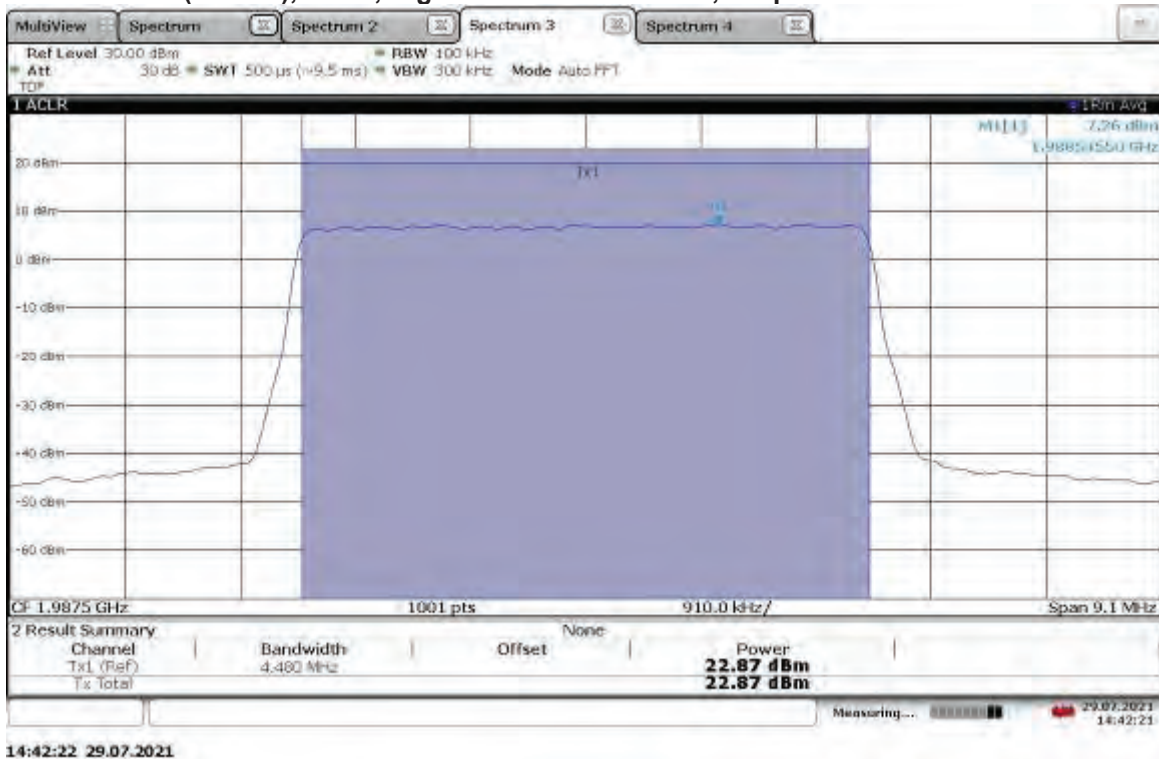 MultiView Spectrum Spectrum 2 Spectrum 3 Spectrum 4
Ref Level 30.00 dBm RBW 100 kHz
Att 30 dB SWT 500 µs (~9.5 ms) VBW 300 kHz Mode Auto FFT
TDF
1 ACLR 1Rm Avg
M1[1] 7.26 dBm
GHz
Tx1
20 dBm
10 dBm
M1
0 dBm
-10 dBm
-20 dBm
-30 dBm
-40 dBm
-50 dBm
-60 dBm
CF 1.9875 GHz 1001 pts 910.0 kHz/ Span 9.1 MHz
2 Result Summary None
Channel Bandwidth Offset Power
Tx1 (Ref) 4.480 MHz 22.87 dBm
Tx Total 22.87 dBm
Measuring... 29.07.2021
14:42:21
14:42:22 29.07.2021